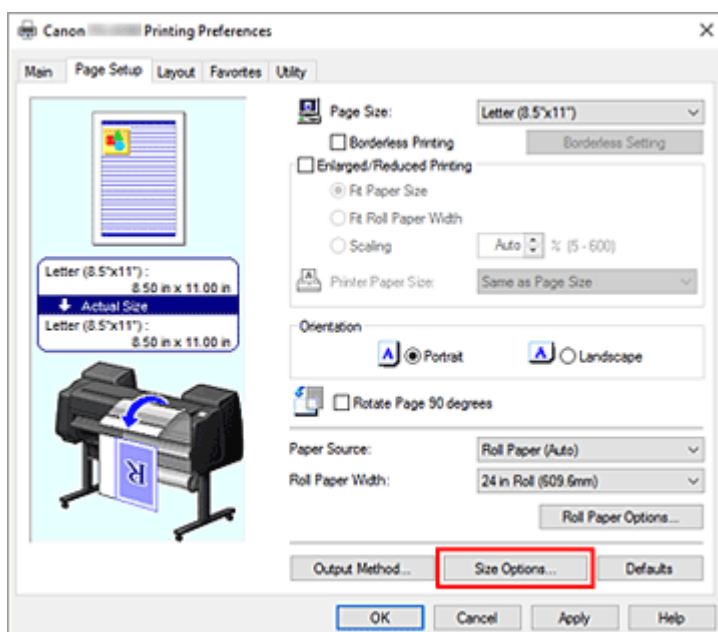 Canon Printing Preferences
Main Page Setup Layout Favorites Utility
Page Size: Letter (8.5"x11")
Borderless Printing Borderless Setting
Enlarged/Reduced Printing
Fit Paper Size
Fit Roll Paper Width
Scaling Auto % (5 - 600)
Printer Paper Size: Same as Page Size
Letter (8.5"x11") :
8.50 in x 11.00 in
Actual Size
Letter (8.5"x11") :
8.50 in x 11.00 in
Orientation
A Portrait A Landscape
Rotate Page 90 degrees
R
Paper Source: Roll Paper (Auto)
Roll Paper Width: 24 in Roll (609.6mm)
Roll Paper Options...
Output Method... Size Options... Defaults
OK Cancel Apply Help